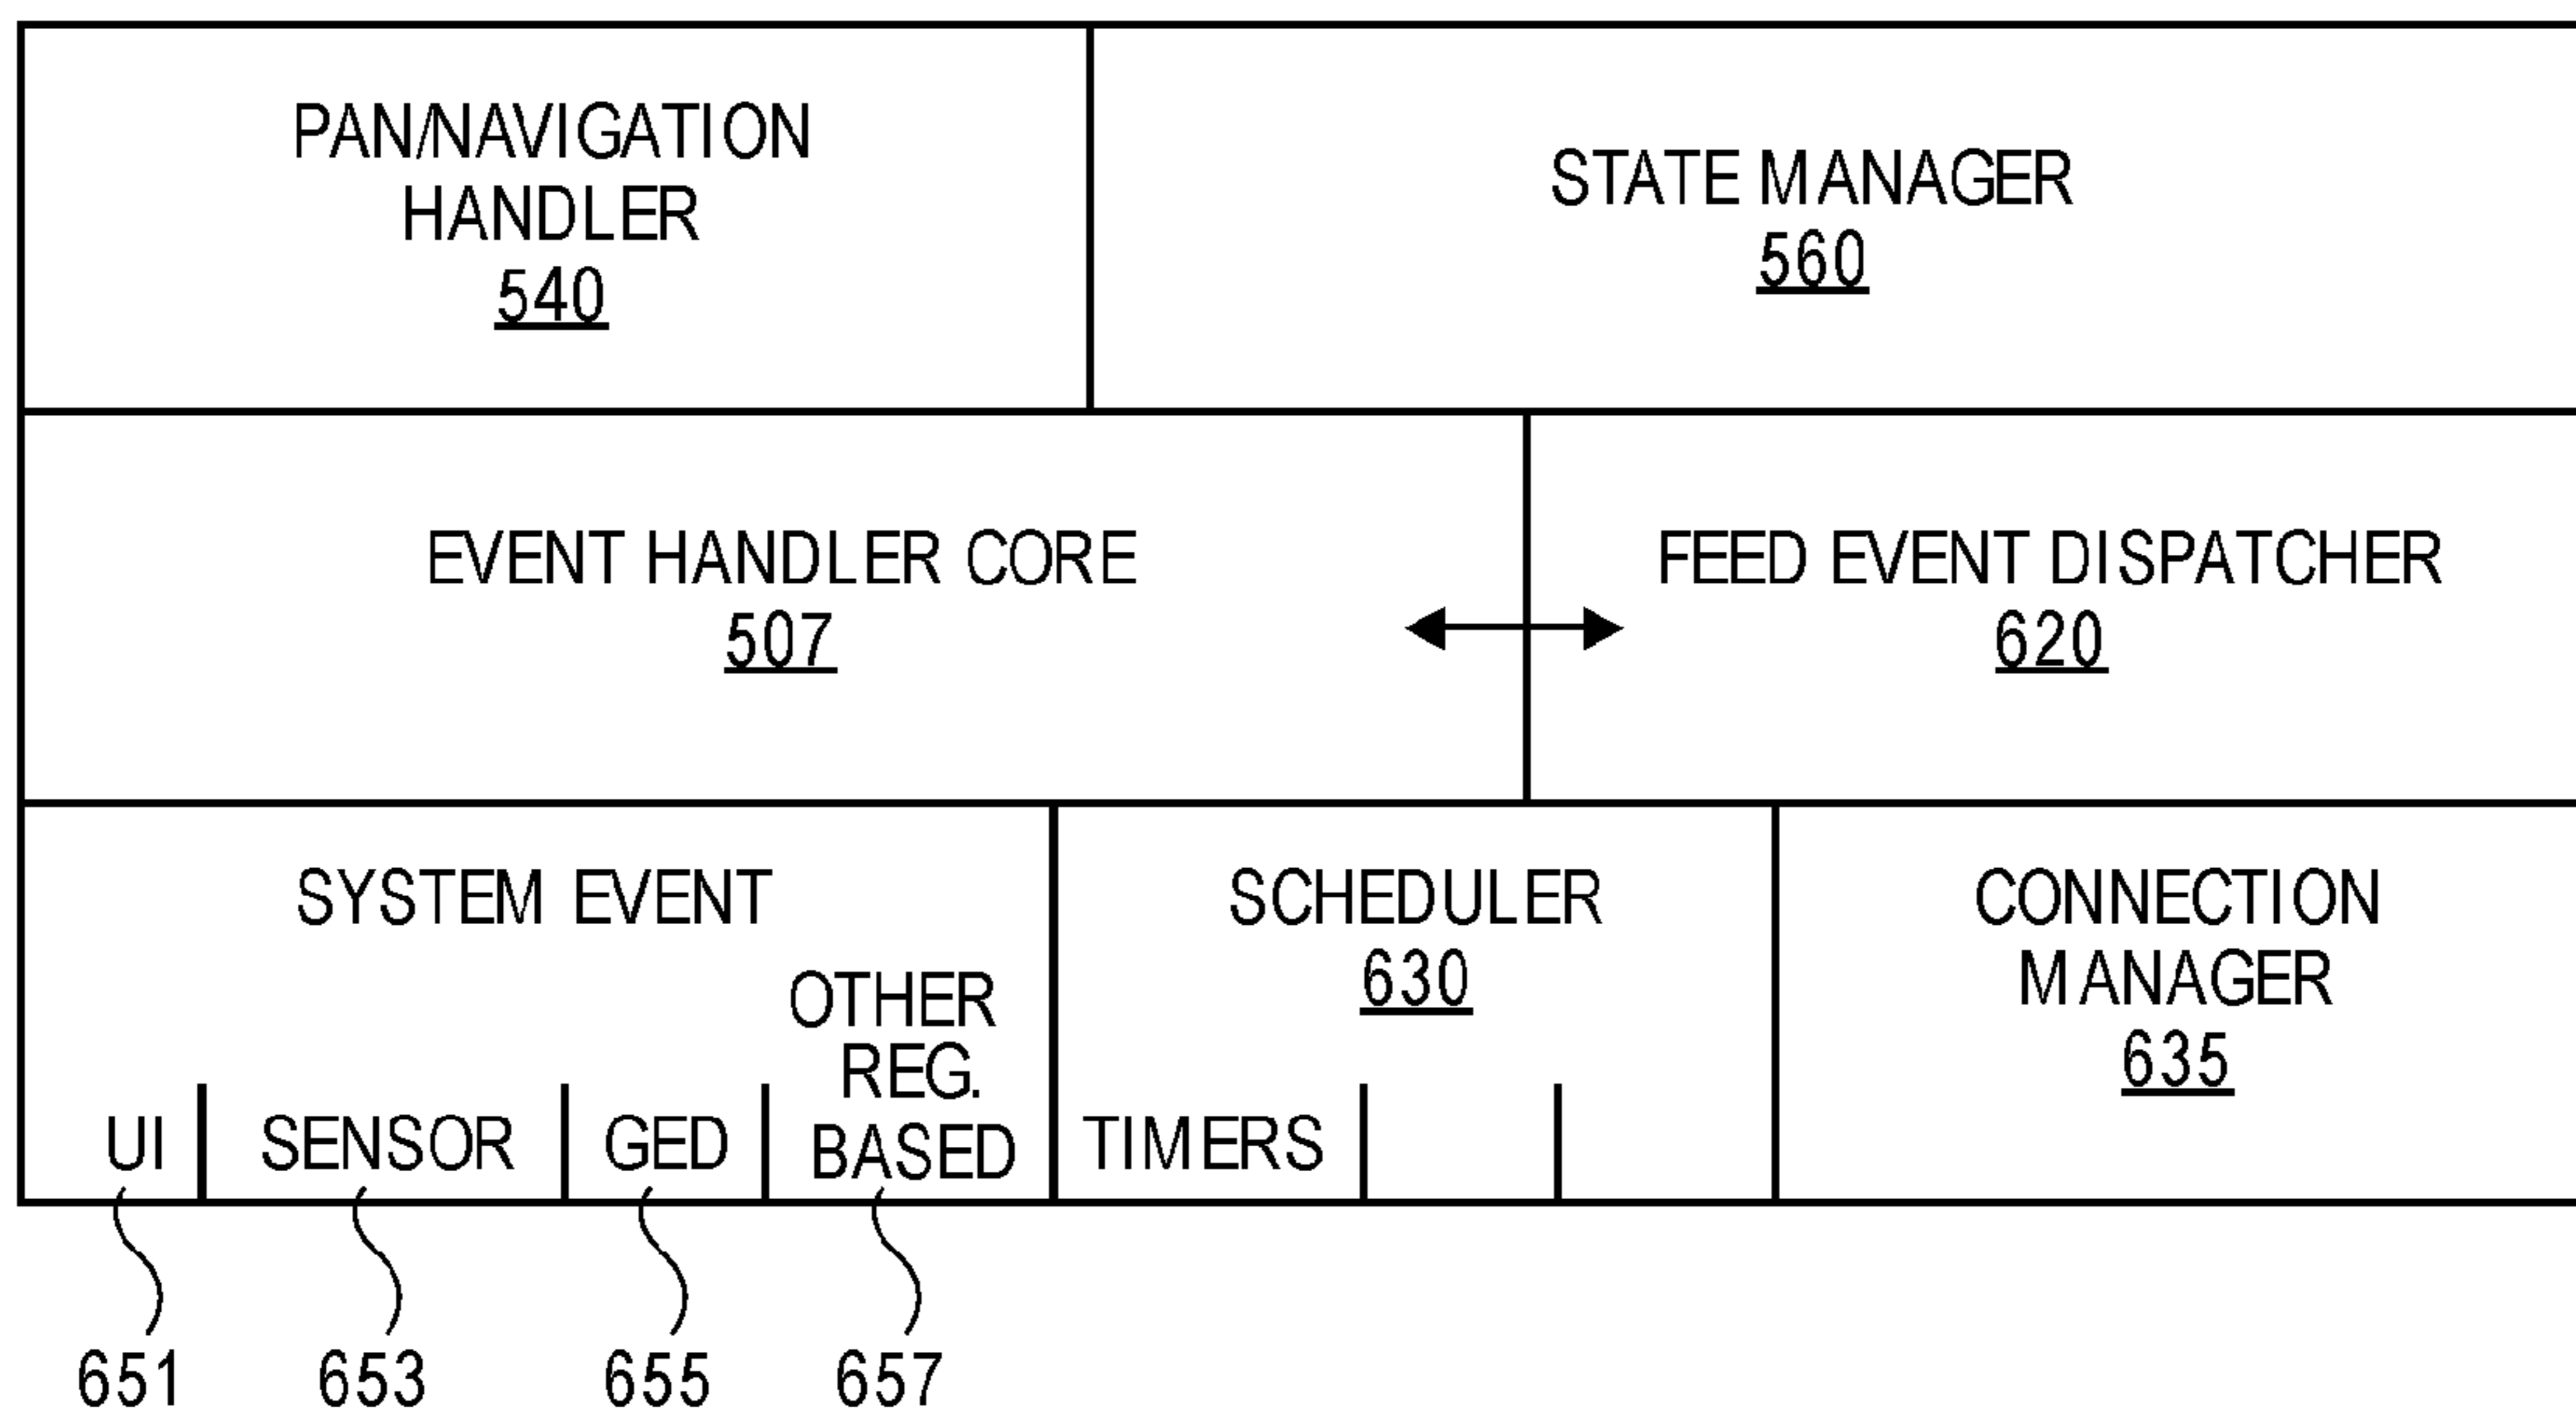 PAN/NAVIGATION
HANDLER
540
STATE MANAGER
560
EVENT HANDLER CORE
507
FEED EVENT DISPATCHER
620
SYSTEM EVENT
UI
SENSOR
GED
OTHER
REG.
BASED
SCHEDULER
630
TIMERS
CONNECTION
MANAGER
635
651
653
655
657